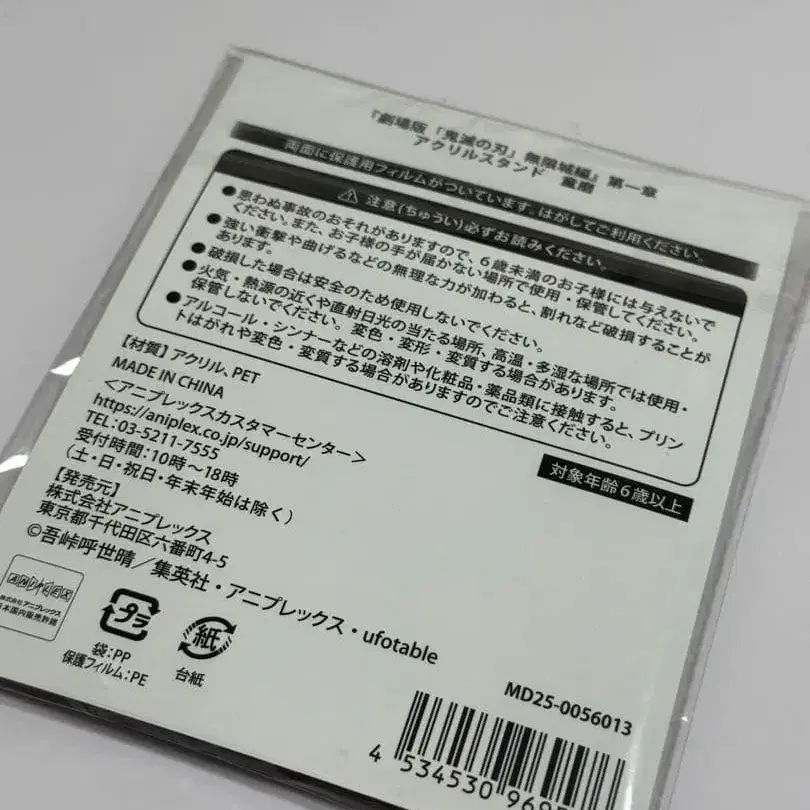 『劇場版「鬼滅の刃」無限城編』第一章
アクリルスタンド 童磨
両面に保護用フィルムがついています。はがしてご利用ください。
⚠ 注意(ちゅうい)必ずお読みください。
●思わぬ事故のおそれがありますので、6歳未満のお子様には与えないで
ください。また、お子様の手が届かない場所で使用・保管してください。
●強い衝撃や曲げるなどの無理な力が加わると、割れなど破損することが
あります。
●破損した場合は安全のため使用しないでください。
●火気・熱源の近くや直射日光の当たる場所、高温・多湿な場所では使用・
保管しないでください。変色・変形・変質する場合があります。
●アルコール・シンナーなどの溶剤や化粧品・薬品類に接触すると、プリン
トはがれや変色・変質する場合がありますのでご注意ください。
【材質】アクリル、PET
MADE IN CHINA
<アニプレックスカスタマーセンター>
https://aniplex.co.jp/support/
TEL:03-5211-7555
受付時間:10時~18時
(土・日・祝日・年末年始は除く)
対象年齢6歳以上
【発売元】
株式会社アニプレックス
東京都千代田区六番町4-5
©吾峠呼世晴/集英社・アニプレックス・ufotable
ANIPLEX
株式会社アニプレックス
日本国内販売許諾
プラ
袋:PP
保護フィルム:PE
紙
台紙
MD25-0056013
4 534530 969